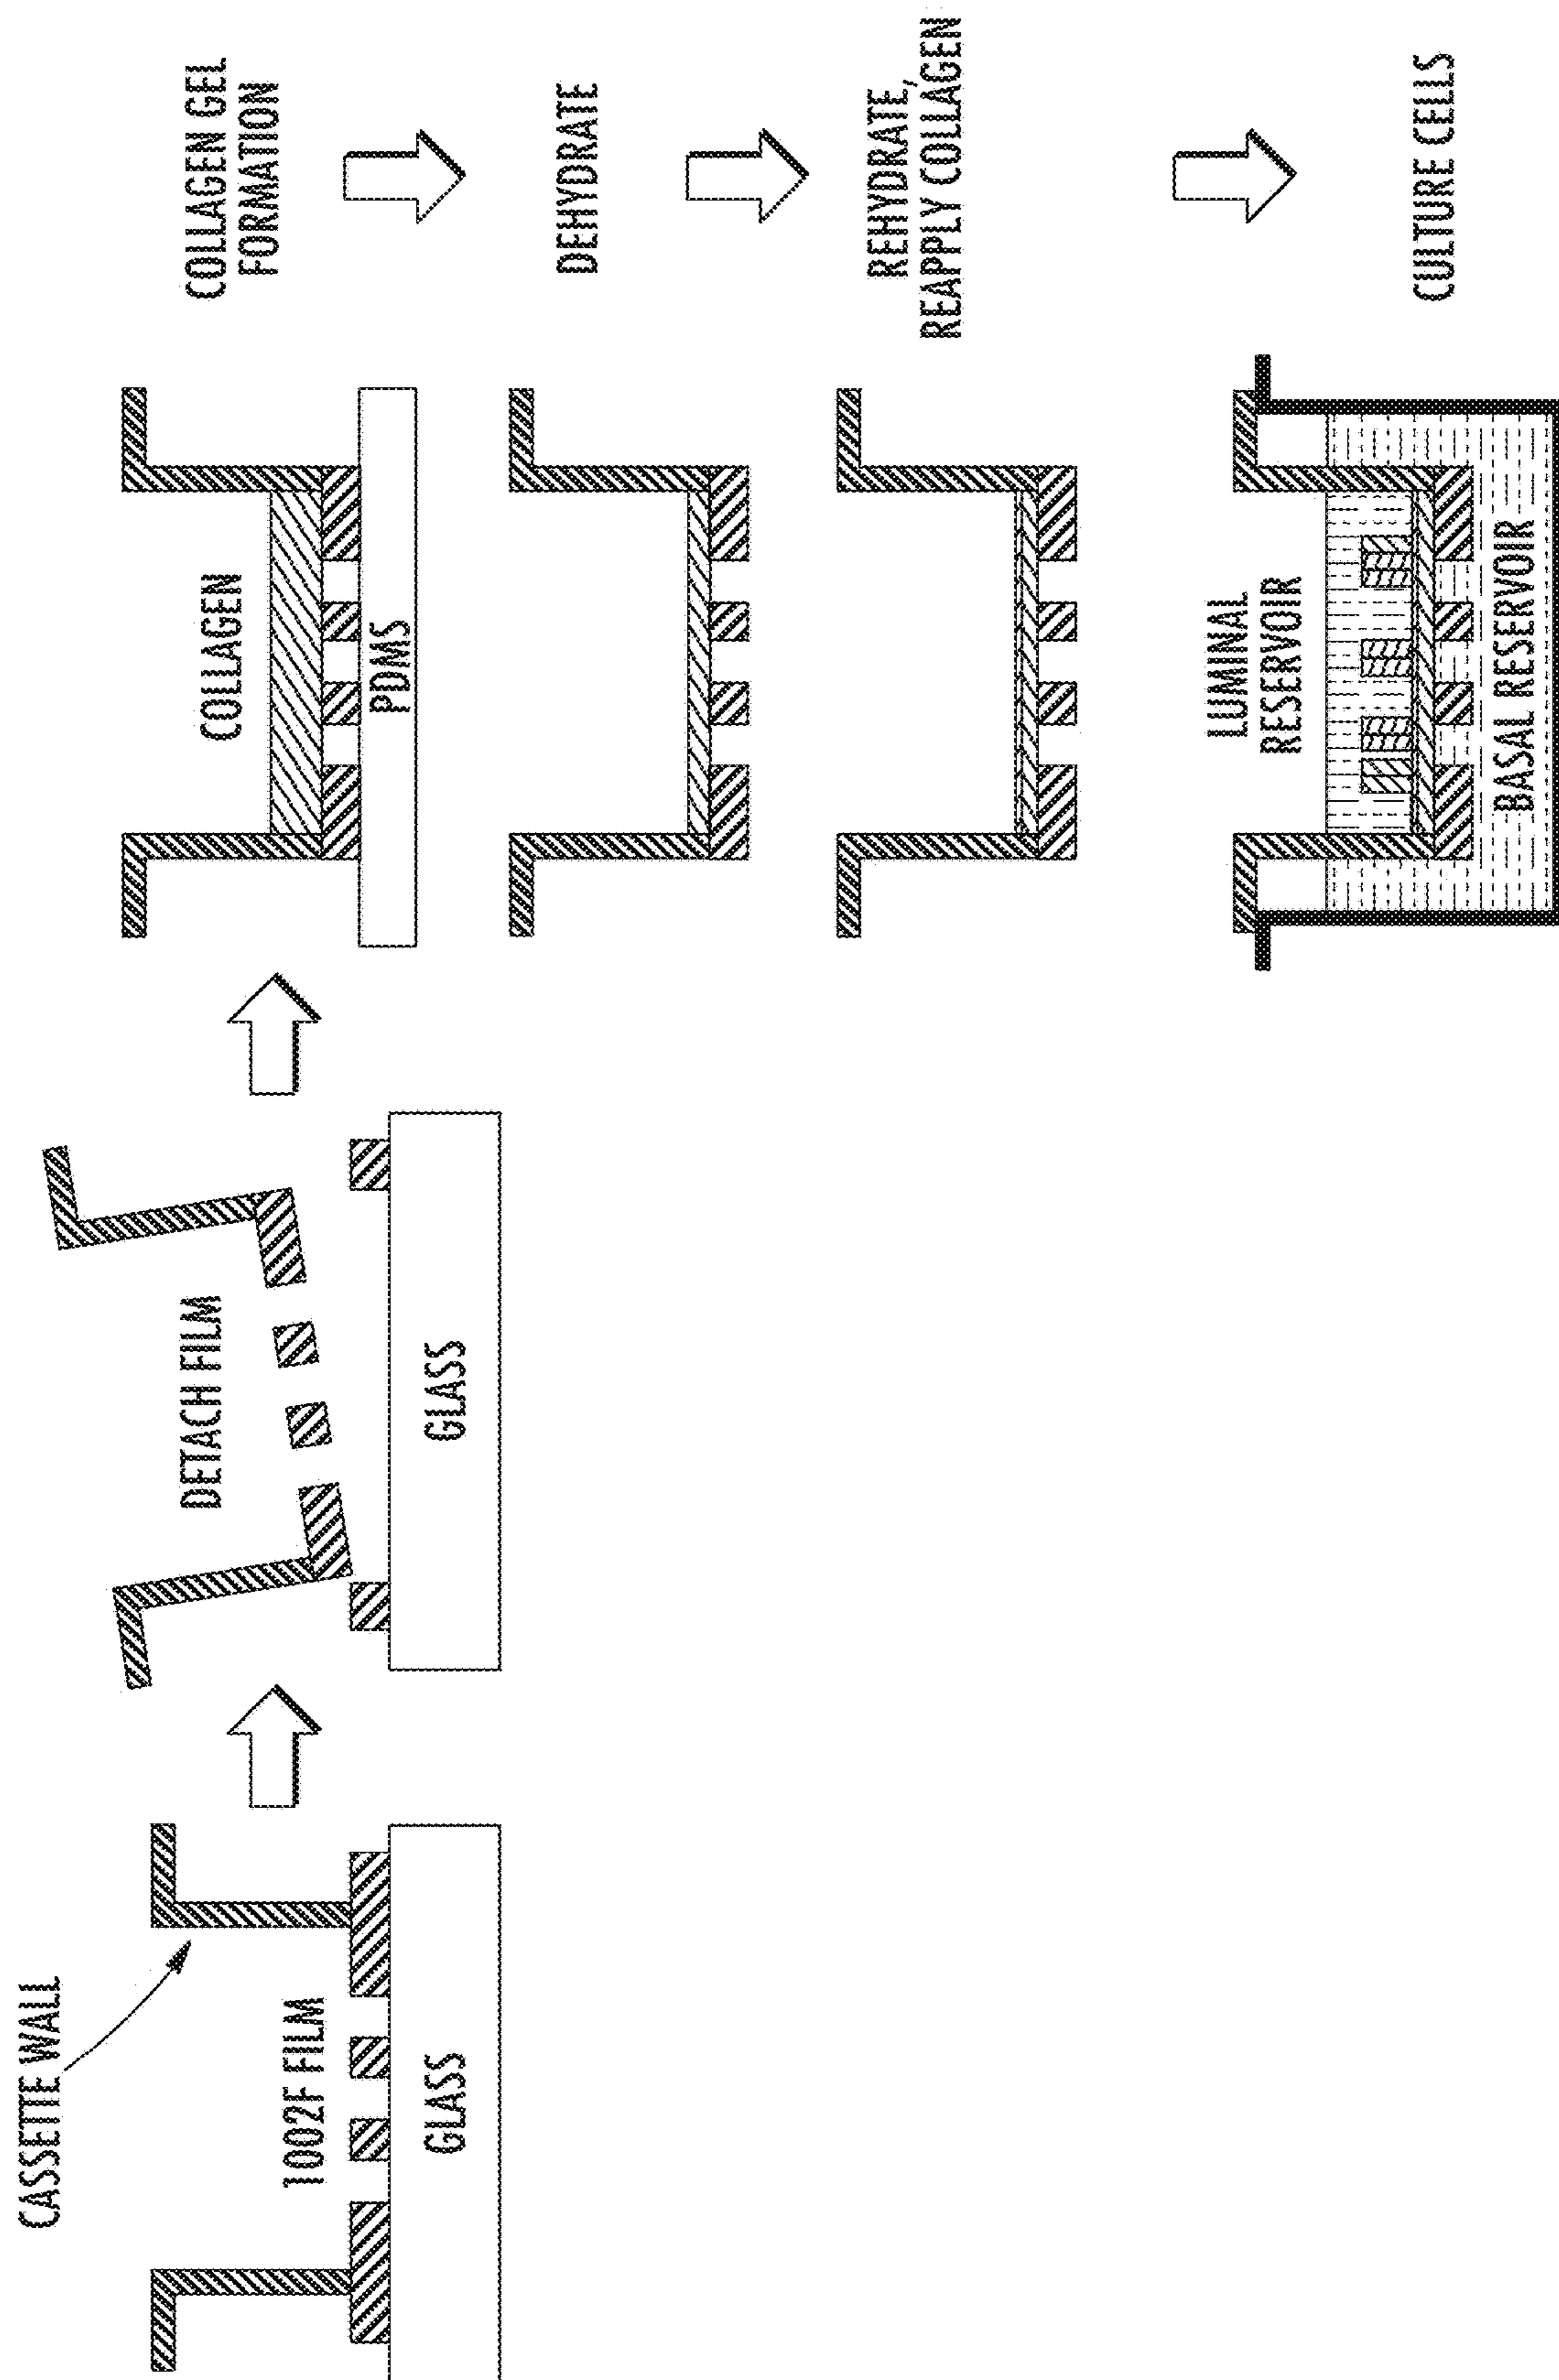 CASSETTE WALL
1002F FILM
GLASS
DETACH FILM
GLASS
COLLAGEN
PDMS
COLLAGEN GEL
FORMATION
DEHYDRATE
REHYDRATE,
REAPPLY COLLAGEN
LUMINAL
RESERVOIR
BASAL RESERVOIR
CULTURE CELLS